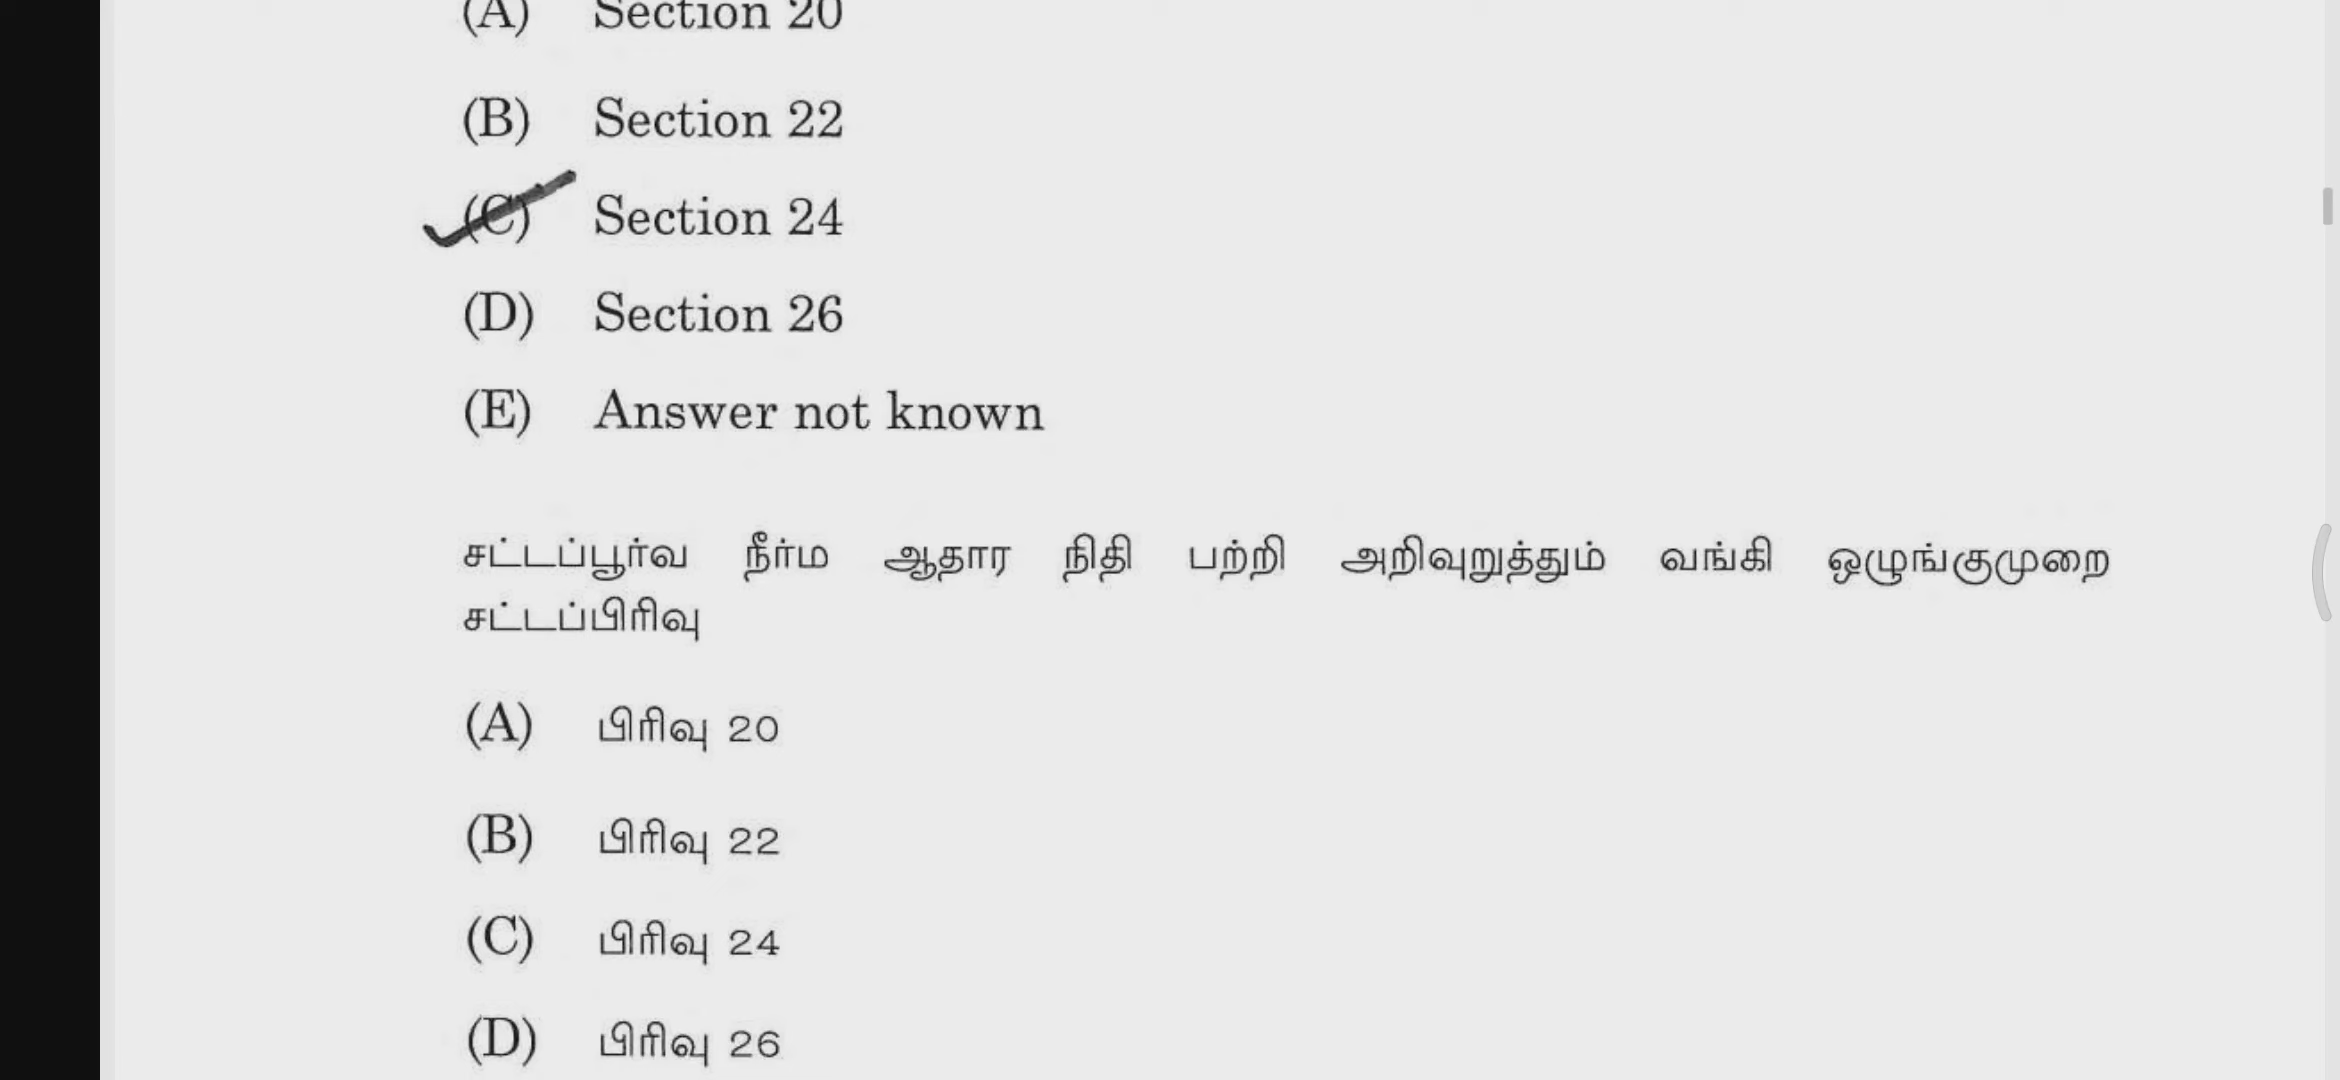 (A) Section 20
(B) Section 22
(C) Section 24
(D) Section 26
(E) Answer not known
சட்டப்பூர்வ நீர்ம ஆதார நிதி பற்றி அறிவுறுத்தும் வங்கி ஒழுங்குமுறை
சட்டப்பிரிவு
(A) பிரிவு 20
(B) பிரிவு 22
(C) பிரிவு 24
(D) பிரிவு 26